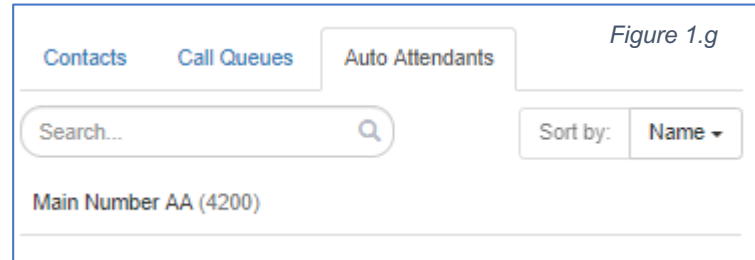 Figure 1.g
Contacts Call Queues Auto Attendants
Search... Sort by: Name
Main Number AA (4200)